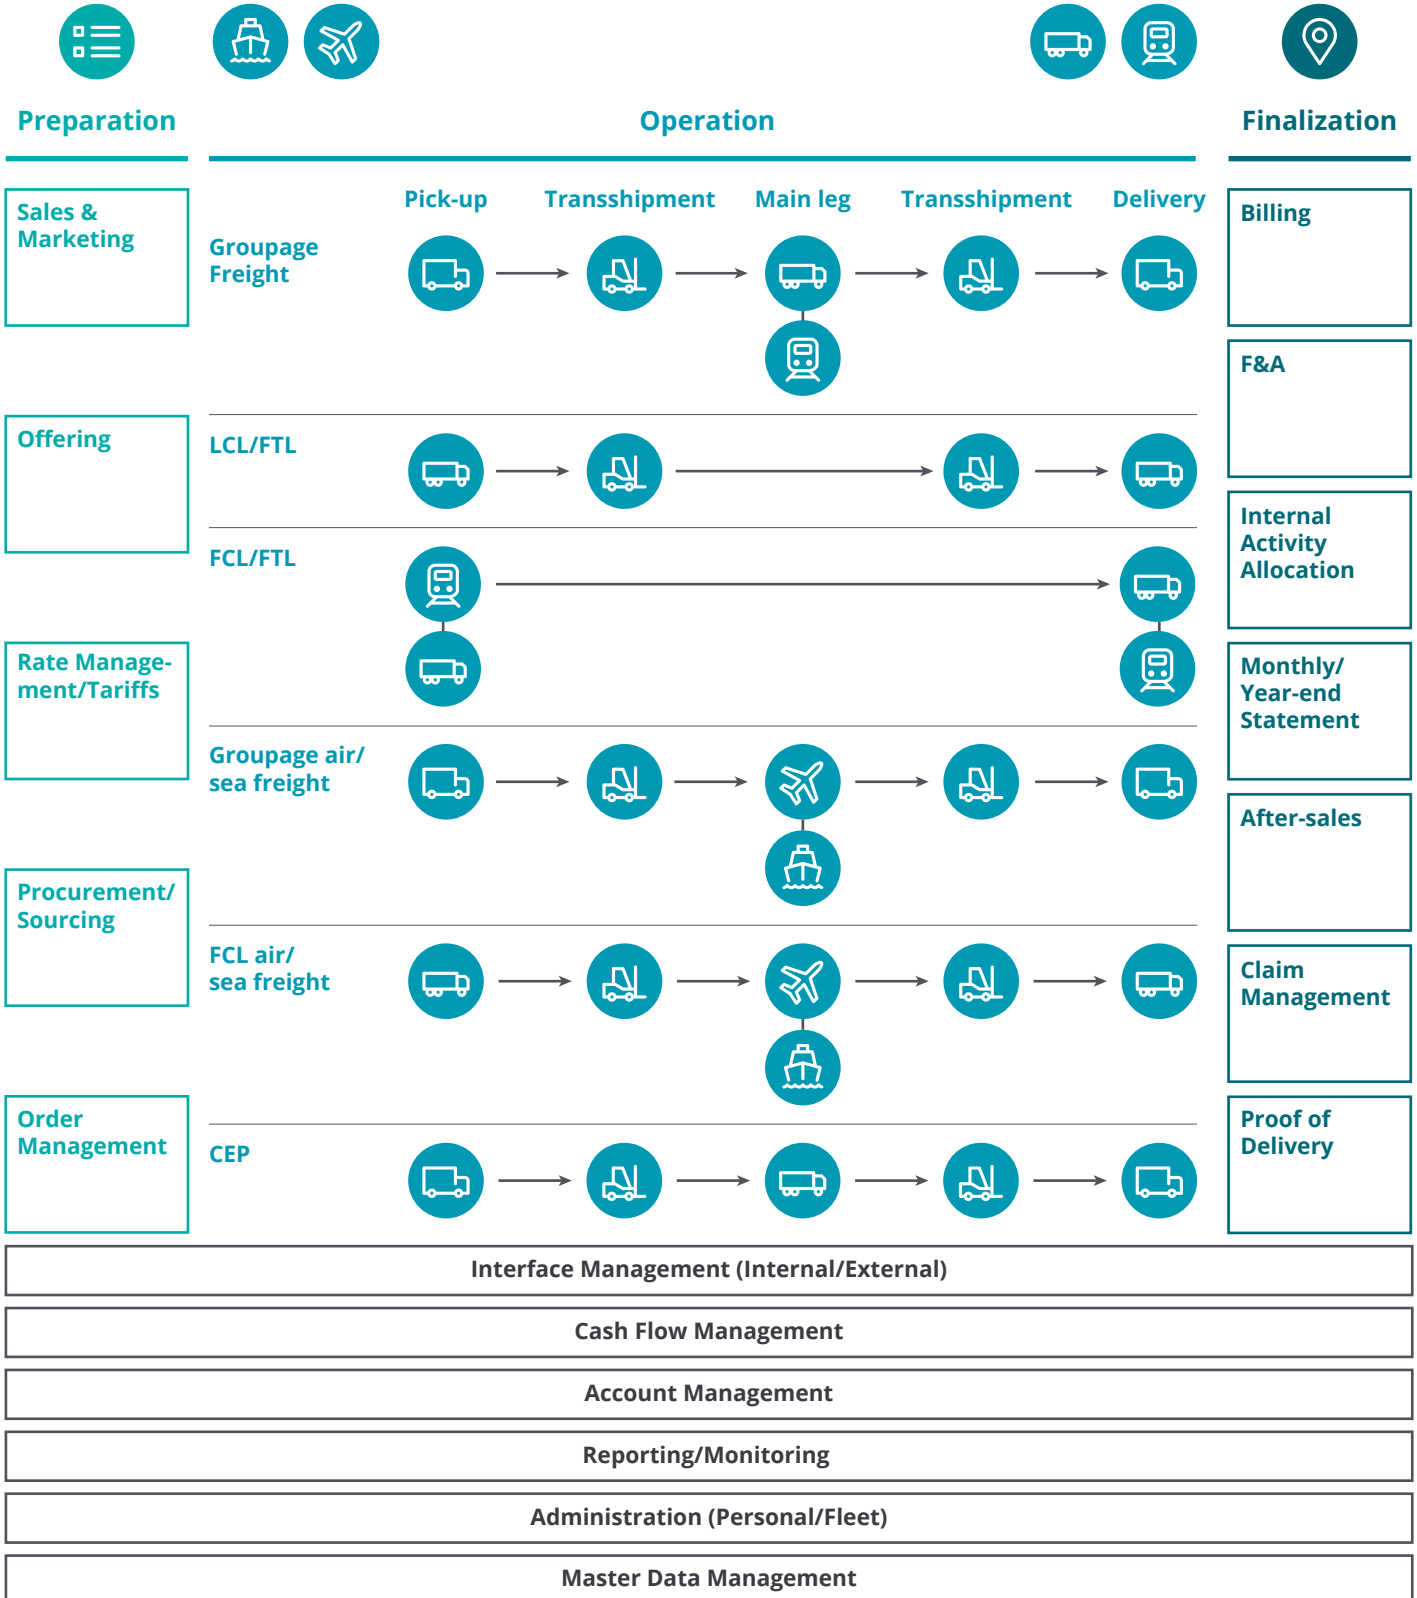 Preparation
Operation
Finalization
Sales &
Marketing
Offering
Rate Manage-
ment/Tariffs
Procurement/
Sourcing
Order
Management
Pick-up
Transshipment
Main leg
Transshipment
Delivery
Groupage
Freight
LCL/FTL
FCL/FTL
Groupage air/
sea freight
FCL air/
sea freight
CEP
Billing
F&A
Internal
Activity
Allocation
Monthly/
Year-end
Statement
After-sales
Claim
Management
Proof of
Delivery
Interface Management (Internal/External)
Cash Flow Management
Account Management
Reporting/Monitoring
Administration (Personal/Fleet)
Master Data Management